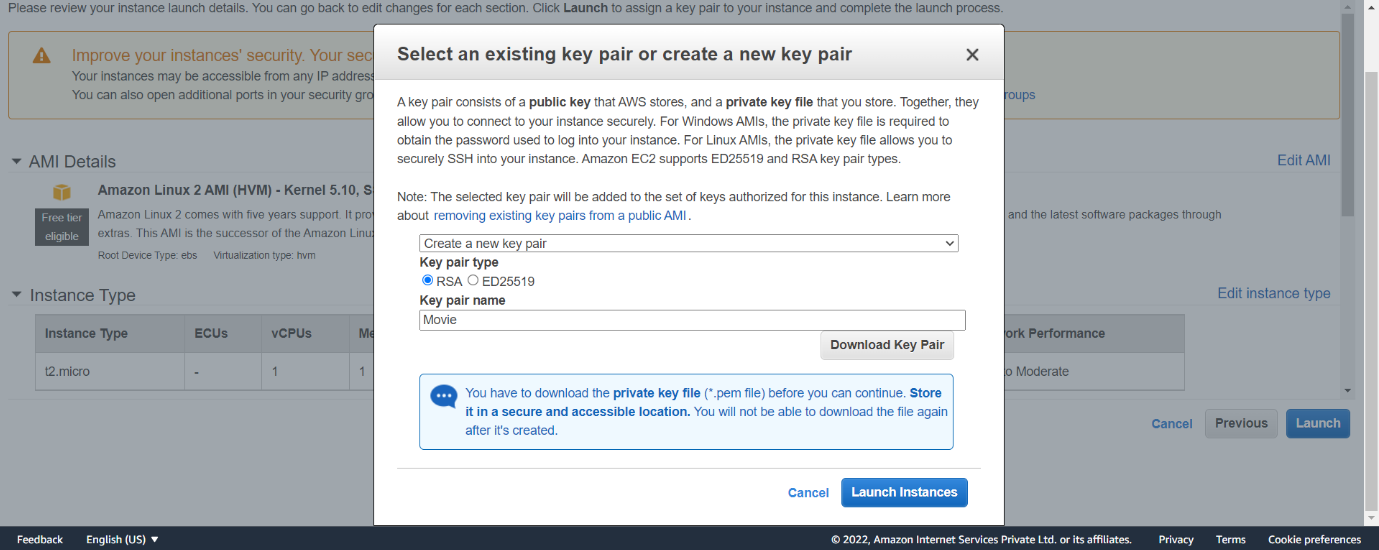 Please review your instance launch details. You can go back to edit changes for each section. Click Launch to assign a key pair to your instance and complete the launch process.
Improve your instances' security. Your sec
Your instances may be accessible from any IP address
You can also open additional ports in your security gro
roups
Select an existing key pair or create a new key pair
A key pair consists of a public key that AWS stores, and a private key file that you store. Together, they
allow you to connect to your instance securely. For Windows AMIs, the private key file is required to
obtain the password used to log into your instance. For Linux AMIs, the private key file allows you to
securely SSH into your instance. Amazon EC2 supports ED25519 and RSA key pair types.
Note: The selected key pair will be added to the set of keys authorized for this instance. Learn more
about removing existing key pairs from a public AMI .
Create a new key pair
Key pair type
RSA ED25519
Key pair name
Movie
Download Key Pair
You have to download the private key file (*.pem file) before you can continue. Store
it in a secure and accessible location. You will not be able to download the file again
after it's created.
Cancel Launch Instances
AMI Details
Edit AMI
Amazon Linux 2 AMI (HVM) - Kernel 5.10, S
Free tier
eligible
Amazon Linux 2 comes with five years support. It pro
and the latest software packages through
extras. This AMI is the successor of the Amazon Linu
Root Device Type: ebs Virtualization type: hvm
Instance Type
Edit instance type
Instance Type ECUs vCPUs Me ork Performance
t2.micro - 1 1 o Moderate
Cancel Previous Launch
Feedback English (US) © 2022, Amazon Internet Services Private Ltd. or its affiliates. Privacy Terms Cookie preferences